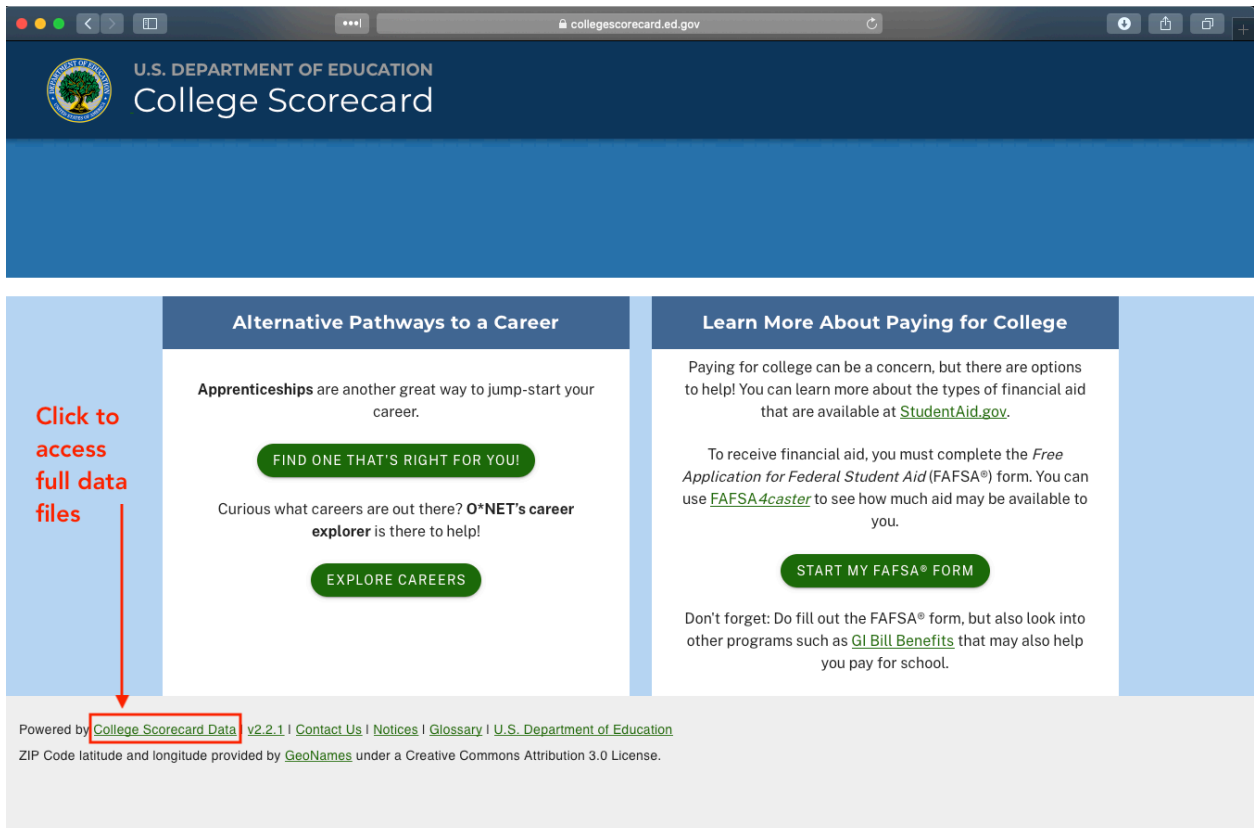 collegescorecard.ed.gov
U.S. DEPARTMENT OF EDUCATION
College Scorecard
Alternative Pathways to a Career
Apprenticeships are another great way to jump-start your
career.
FIND ONE THAT'S RIGHT FOR YOU!
Curious what careers are out there? O*NET’s career
explorer is there to help!
EXPLORE CAREERS
Learn More About Paying for College
Paying for college can be a concern, but there are options
to help! You can learn more about the types of financial aid
that are available at StudentAid.gov.
To receive financial aid, you must complete the Free
Application for Federal Student Aid (FAFSA®) form. You can
use FAFSA4caster to see how much aid may be available to
you.
START MY FAFSA® FORM
Don't forget: Do fill out the FAFSA® form, but also look into
other programs such as GI Bill Benefits that may also help
you pay for school.
Click to
access
full data
files
Powered by College Scorecard Data | v2.2.1 | Contact Us | Notices | Glossary | U.S. Department of Education
ZIP Code latitude and longitude provided by GeoNames under a Creative Commons Attribution 3.0 License.